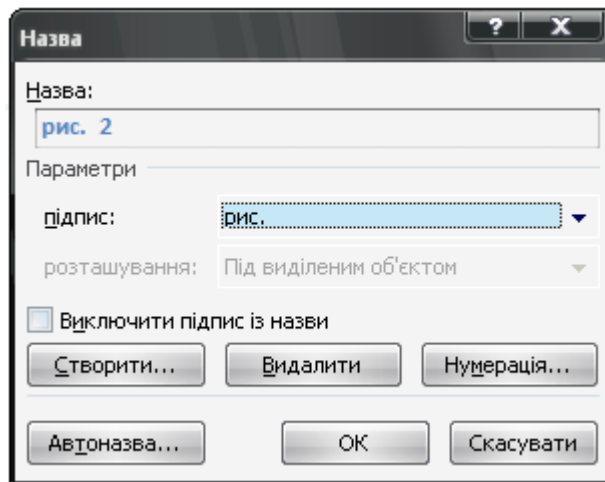 Назва
Назва:
рис. 2
Параметри
підпис: рис.
розташування: Під виділеним об'єктом
Виключити підпис із назви
Створити... Видалити Нумерація...
Автоназва... ОК Скасувати